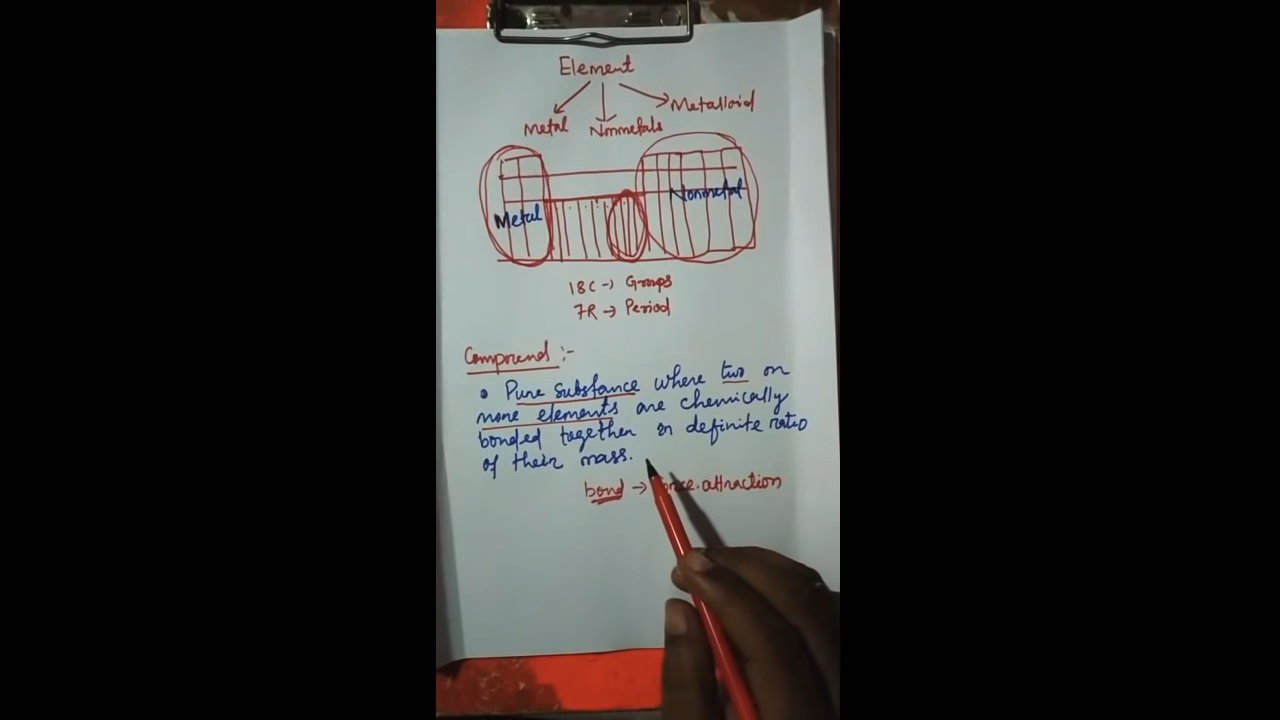 Element
Metal Nonmetals Metalloid
Metal Nonmetal
18C → Groups
7R → Period
Compound :-
• Pure substance where two or
more elements are chemically
bonded together in definite ratio
of their mass.
bond → Force attraction